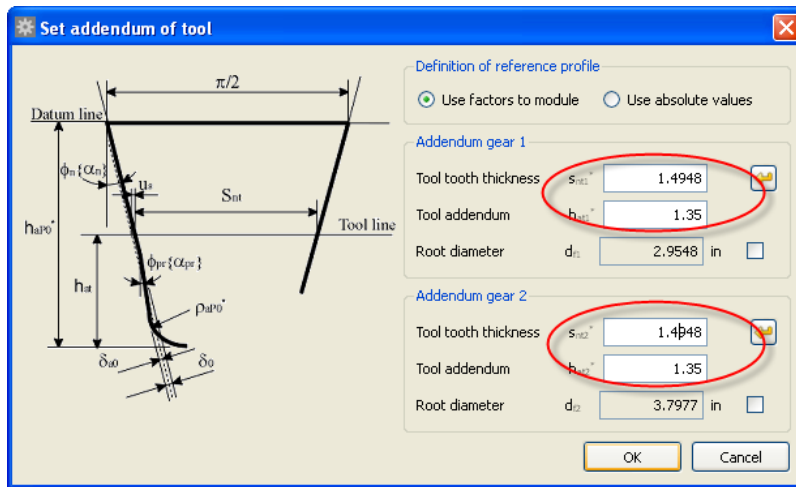 Set addendum of tool
π/2
Datum line
ϕn{αn}
us
Snt
Tool line
haP0*
hat
ϕpr{αpr}
ρaP0*
δa0
δ0
Definition of reference profile
Use factors to module
Use absolute values
Addendum gear 1
Tool tooth thickness snt1* 1.4948
Tool addendum hat1* 1.35
Root diameter df1 2.9548 in
Addendum gear 2
Tool tooth thickness snt2* 1.4948
Tool addendum hat2* 1.35
Root diameter df2 3.7977 in
OK
Cancel